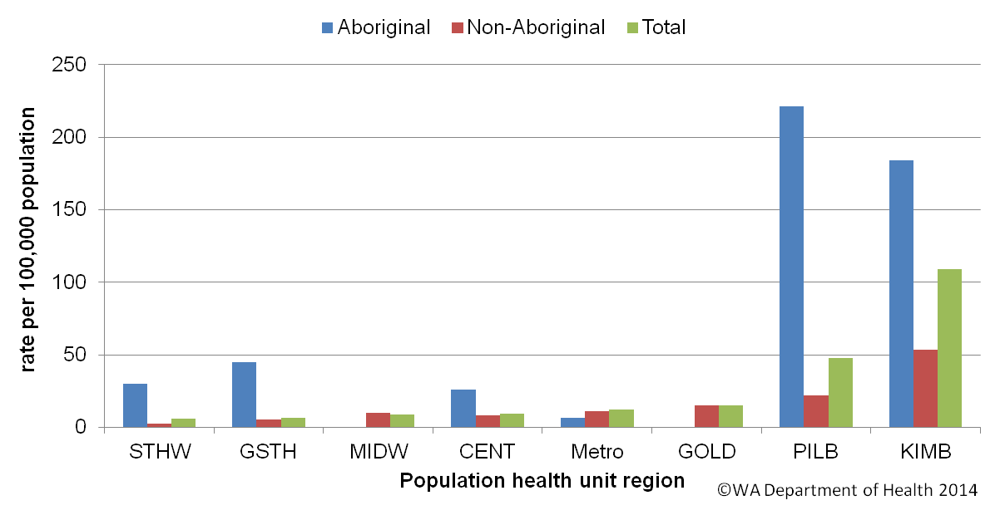 Aboriginal Non-Aboriginal Total
250
200
150
100
50
0
rate per 100,000 population
STHW GSTH MIDW CENT Metro GOLD PILB KIMB
Population health unit region
©WA Department of Health 2014